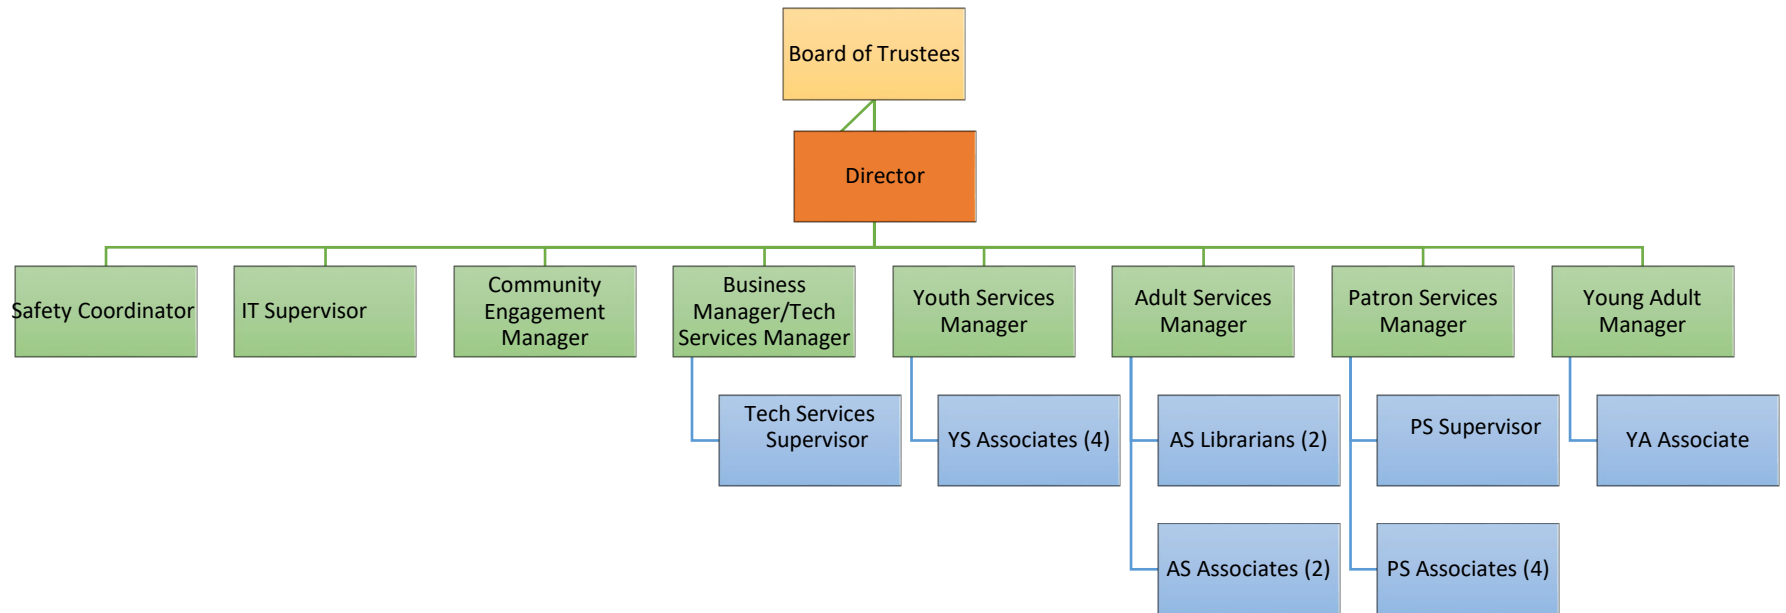 Board of Trustees
Director
Safety Coordinator
IT Supervisor
Community
Engagement
Manager
Business
Manager/Tech
Services Manager
Youth Services
Manager
Adult Services
Manager
Patron Services
Manager
Young Adult
Manager
Tech Services
Supervisor
YS Associates (4)
AS Librarians (2)
PS Supervisor
YA Associate
AS Associates (2)
PS Associates (4)